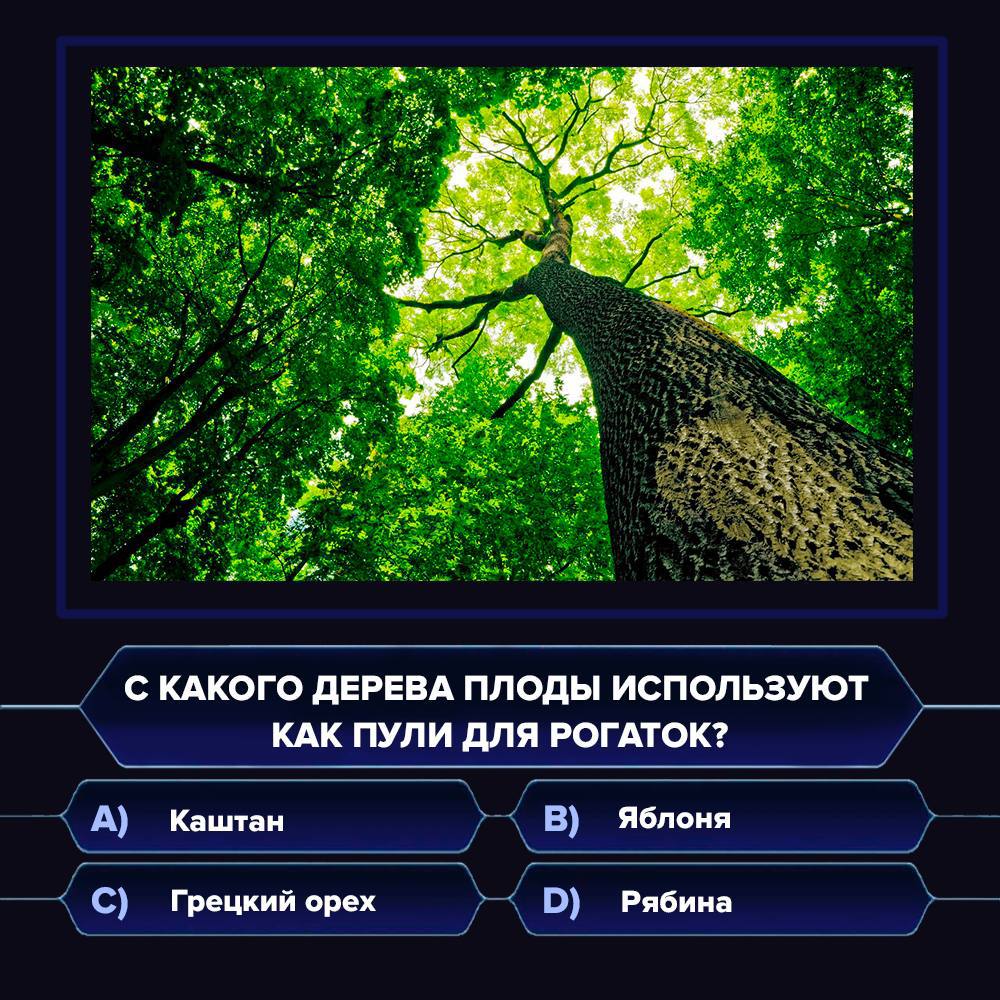 С КАКОГО ДЕРЕВА ПЛОДЫ ИСПОЛЬЗУЮТ
КАК ПУЛИ ДЛЯ РОГАТОК?
A) Каштан
B) Яблоня
C) Грецкий орех
D) Рябина